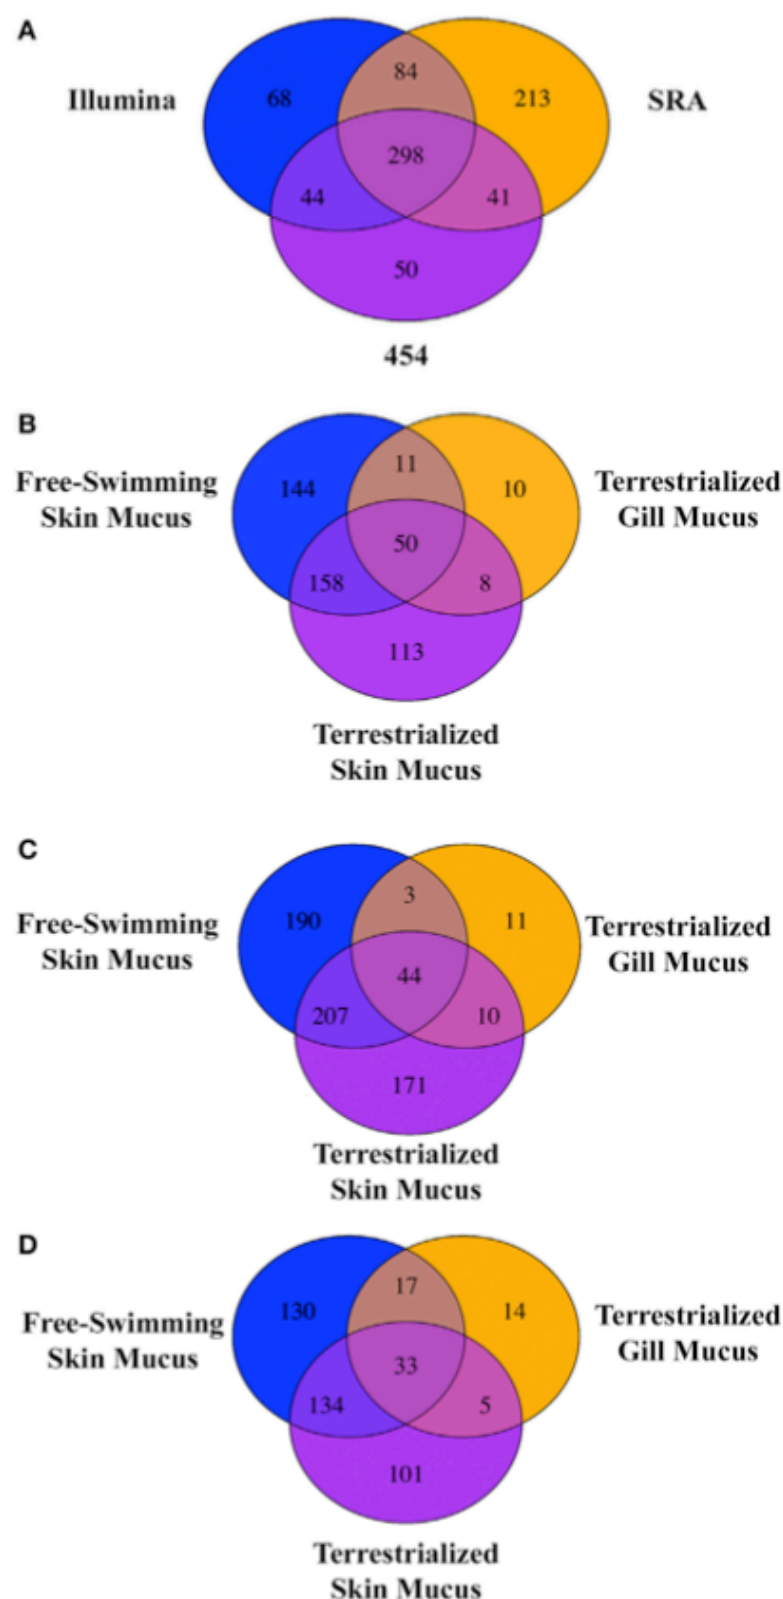 A
Illumina
SRA
84
68
213
298
44
41
50
454
B
Free-Swimming
Skin Mucus
Terrestrialized
Gill Mucus
11
144
10
50
158
8
113
Terrestrialized
Skin Mucus
C
Free-Swimming
Skin Mucus
Terrestrialized
Gill Mucus
3
190
11
44
207
10
171
Terrestrialized
Skin Mucus
D
Free-Swimming
Skin Mucus
Terrestrialized
Gill Mucus
17
130
14
33
134
5
101
Terrestrialized
Skin Mucus